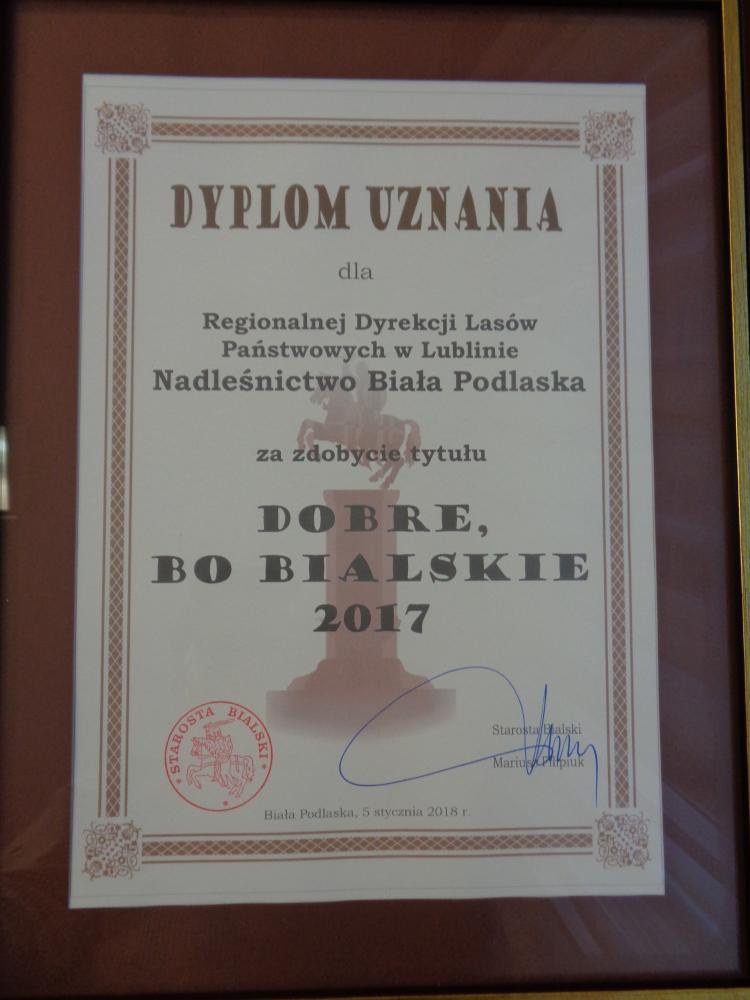 DYPLOM UZNANIA
dla
Regionalnej Dyrekcji Lasów
Państwowych w Lublinie
Nadleśnictwo Biała Podlaska
za zdobycie tytułu
DOBRE,
BO BIALSKIE
2017
STAROSTA BIALSKI
Starosta Bialski
Mariusz Filipiuk
Biała Podlaska, 5 stycznia 2018 r.